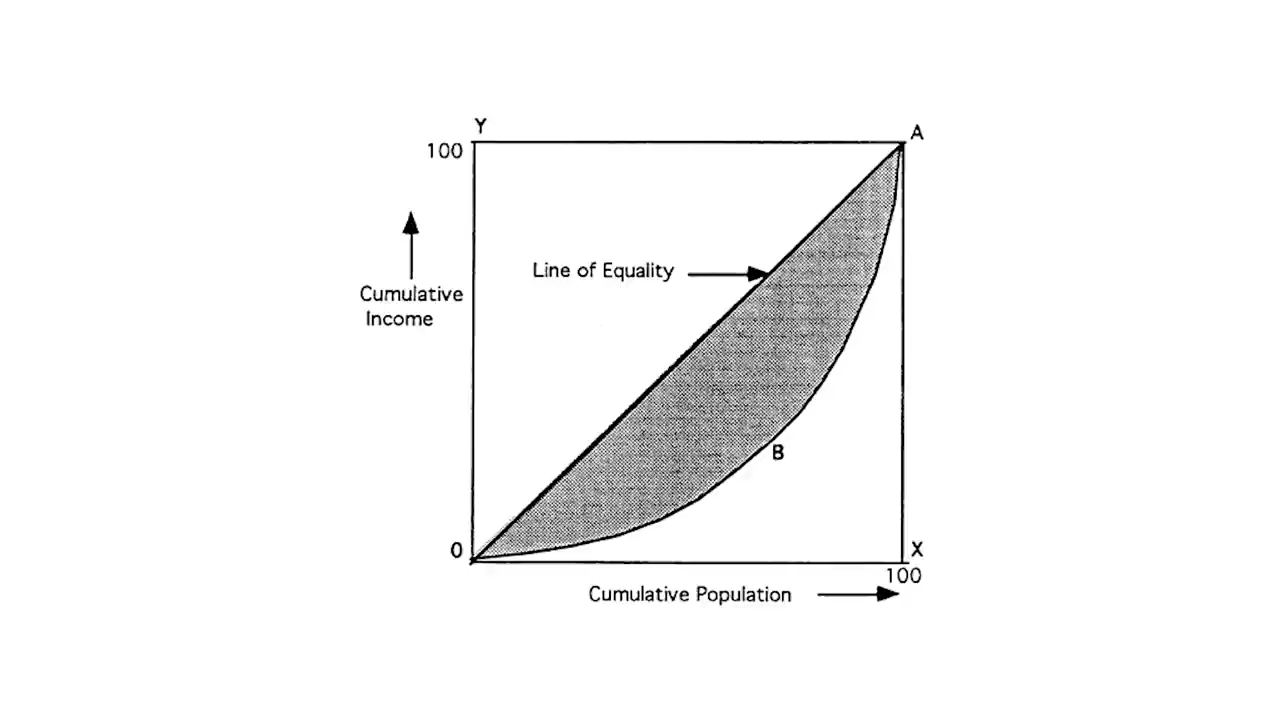 Y
A
100
Line of Equality
Cumulative
Income
B
0
X
100
Cumulative Population